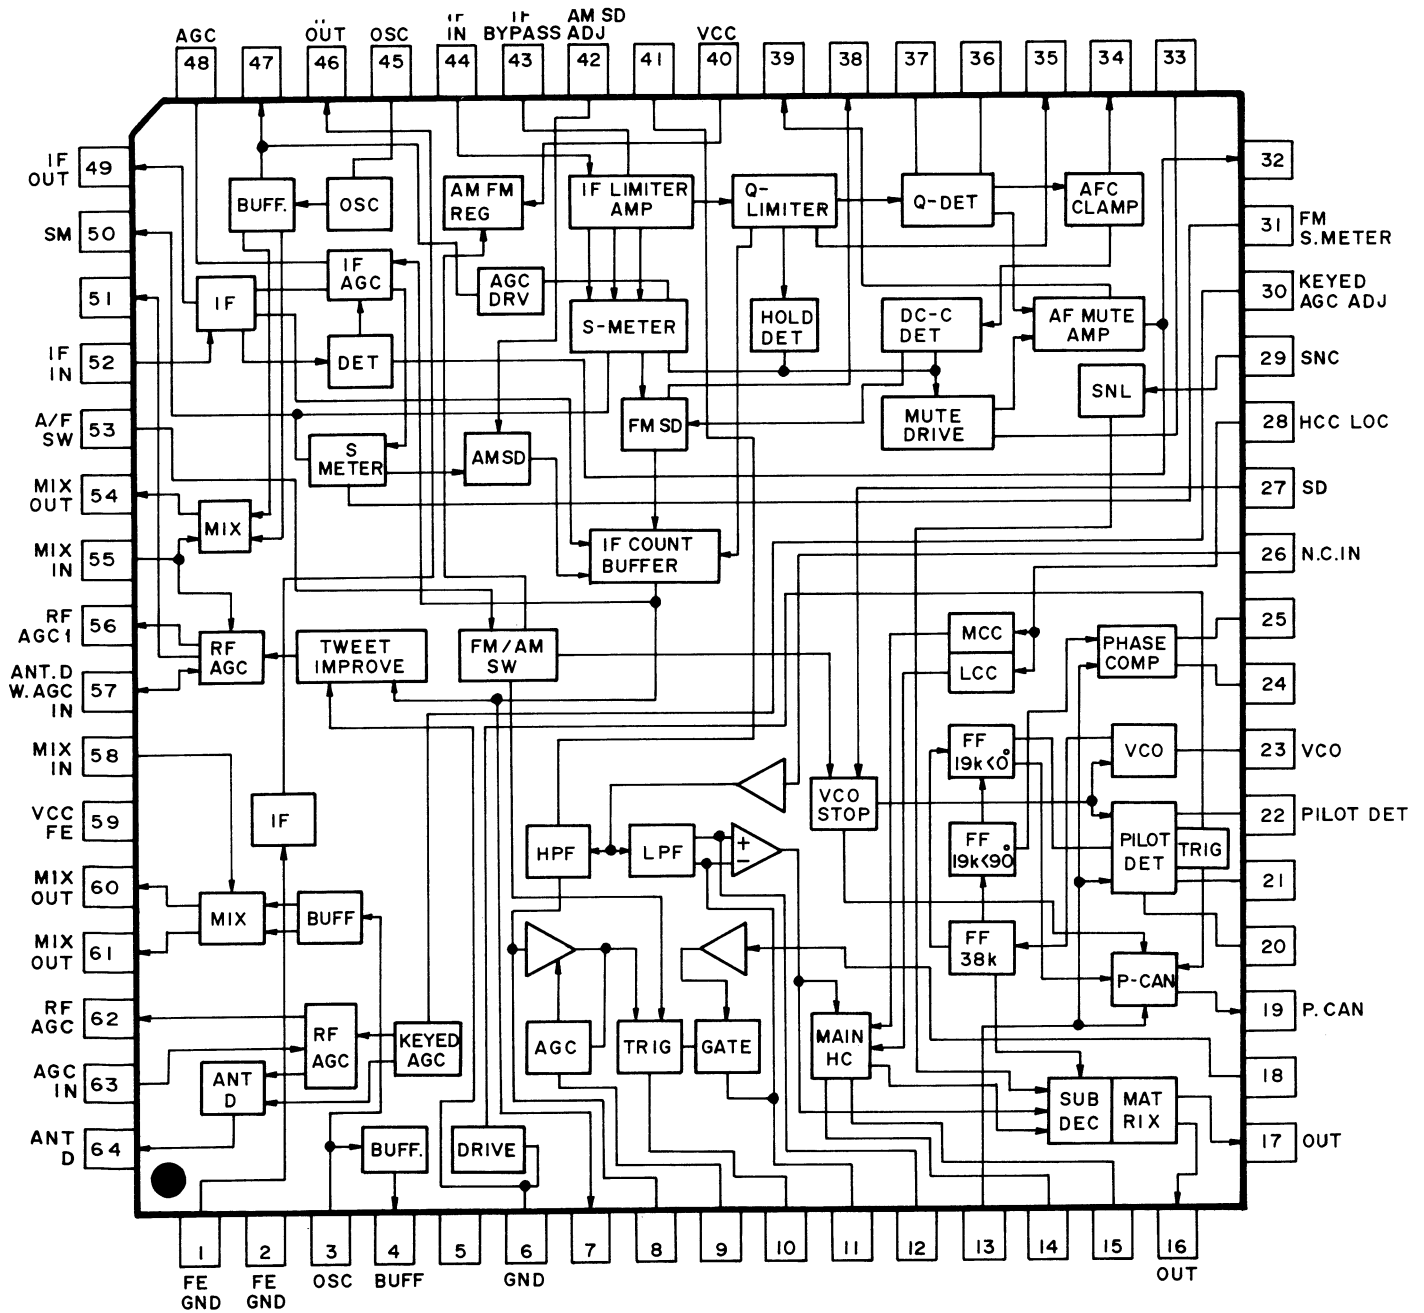 AGC
OUT
OSC
IF
IN
IF
BYPASS
AM SD
ADJ
VCC
48
47
46
45
44
43
42
41
40
39
38
37
36
35
34
33
IF
OUT
49
SM
50
51
IF
IN
52
A/F
SW
53
MIX
OUT
54
MIX
IN
55
RF
AGC1
56
ANT.D
W.AGC
IN
57
MIX
IN
58
VCC
FE
59
MIX
OUT
60
MIX
OUT
61
RF
AGC
62
AGC
IN
63
ANT
D
64
32
31
FM
S.METER
30
KEYED
AGC ADJ
29
SNC
28
HCC LOC
27
SD
26
N.C.IN
25
24
23
VCO
22
PILOT DET
21
20
19
P.CAN
18
17
OUT
BUFF.
OSC
AM FM
REG
IF LIMITER
AMP
Q-
LIMITER
Q-DET
AFC
CLAMP
IF
IF
AGC
AGC
DRV
S-METER
HOLD
DET
DC-C
DET
AF MUTE
AMP
DET
SNL
S
METER
AMSD
FMSD
MUTE
DRIVE
MIX
IF COUNT
BUFFER
RF
AGC
TWEET
IMPROVE
FM/AM
SW
MCC
LCC
PHASE
COMP
FF
19k<0°
VCO
IF
VCO
STOP
HPF
LPF
+
−
FF
19k<90°
PILOT
DET
TRIG
MIX
BUFF
FF
38k
P-CAN
RF
AGC
KEYED
AGC
AGC
TRIG
GATE
MAIN
HC
ANT
D
SUB
DEC
MAT
RIX
BUFF.
DRIVE
1
2
3
4
5
6
7
8
9
10
11
12
13
14
15
16
FE
GND
FE
GND
OSC
BUFF
GND
OUT